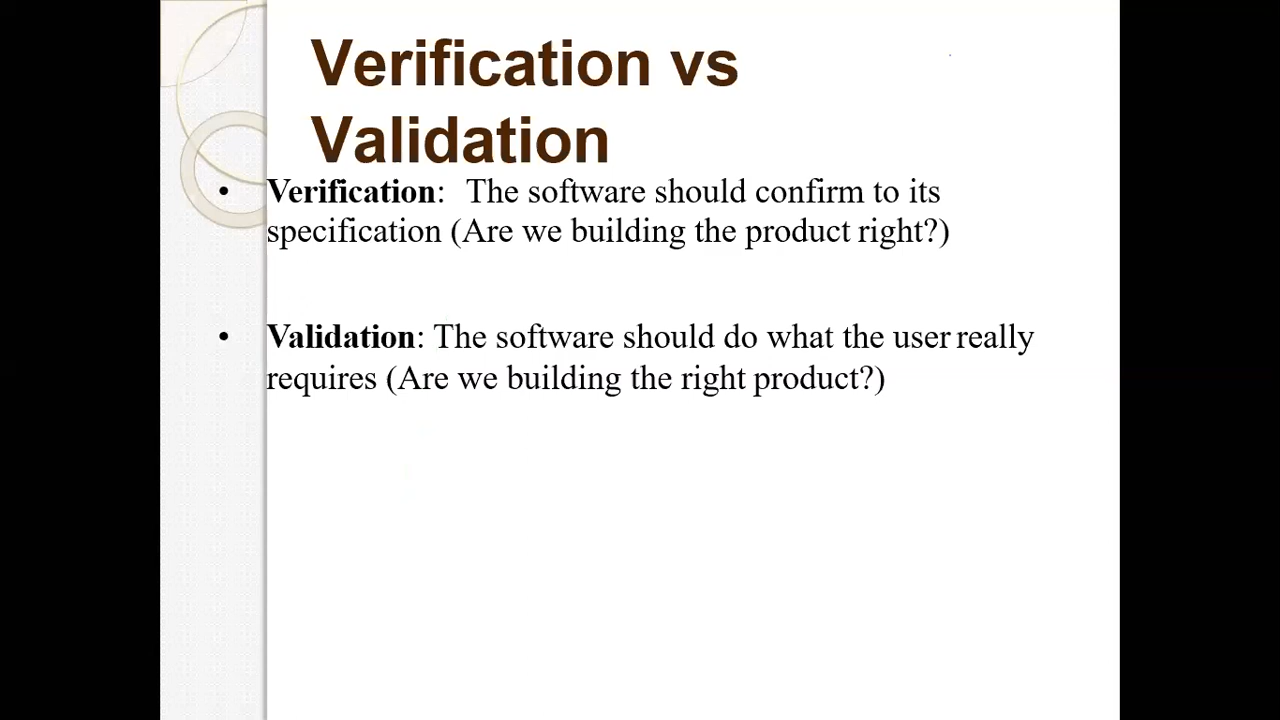 Verification vs
Validation
• Verification: The software should confirm to its
specification (Are we building the product right?)
• Validation: The software should do what the user really
requires (Are we building the right product?)